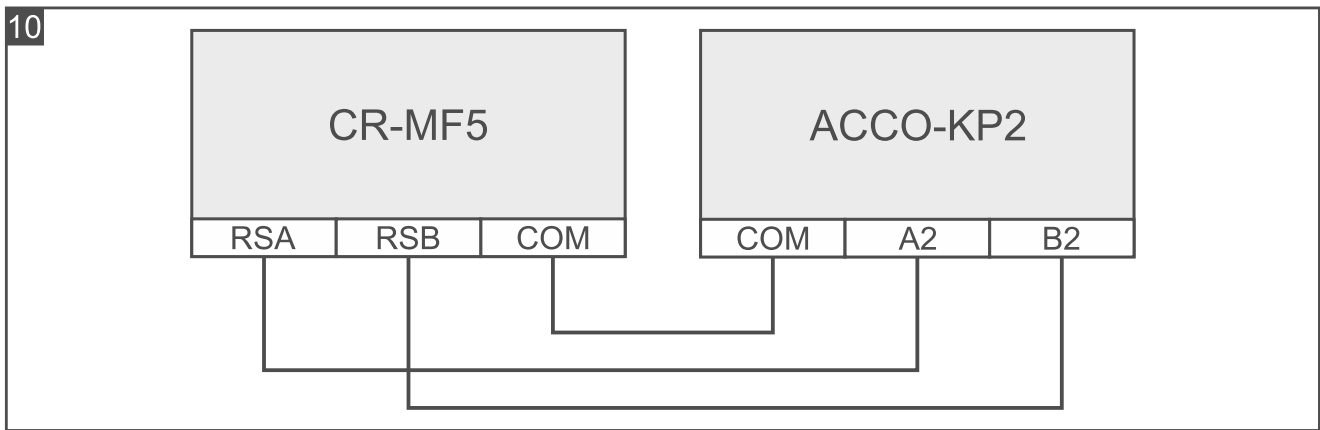 10
CR-MF5
ACCO-KP2
RSA RSB COM
COM A2 B2